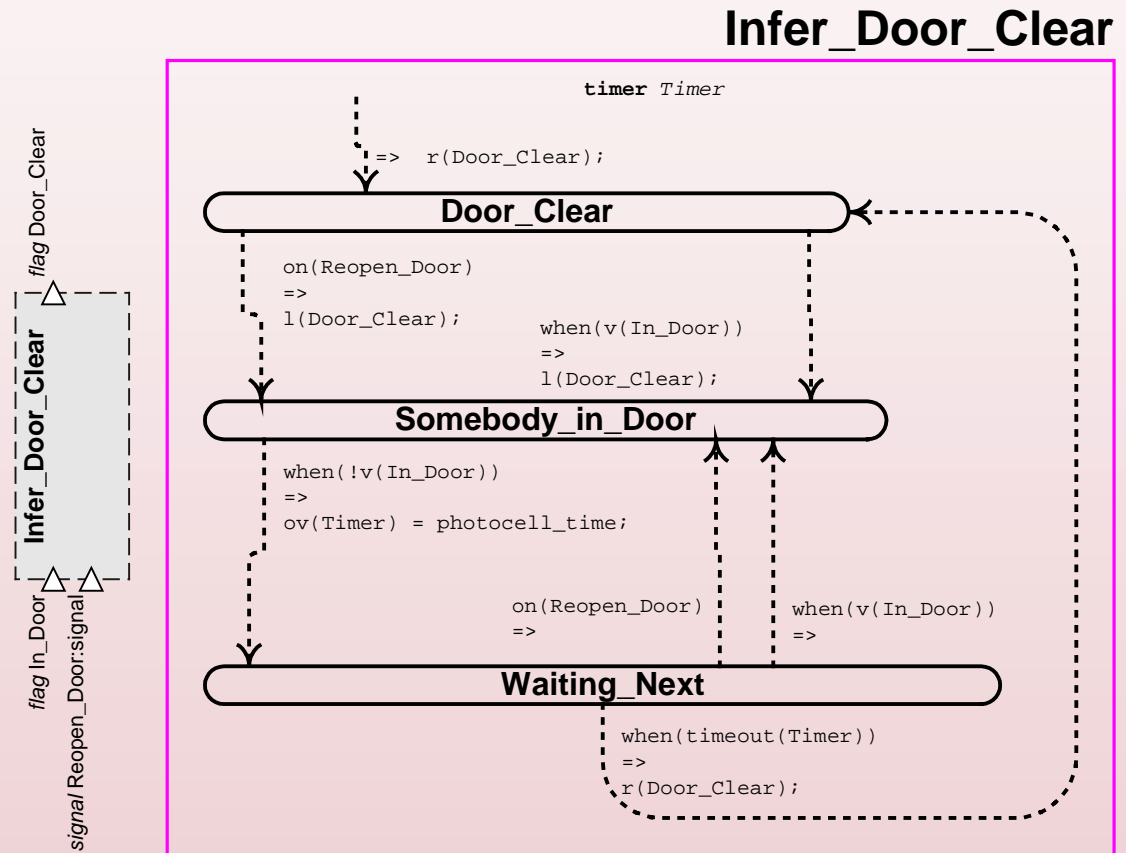 Infer_Door_Clear
timer Timer
=> r(Door_Clear);
Door_Clear
on(Reopen_Door)
=>
l(Door_Clear);
when(v(In_Door))
=>
l(Door_Clear);
Somebody_in_Door
when(!v(In_Door))
=>
ov(Timer) = photocell_time;
on(Reopen_Door)
=>
when(v(In_Door))
=>
Waiting_Next
when(timeout(Timer))
=>
r(Door_Clear);
flag Door_Clear
Infer_Door_Clear
flag In_Door
signal Reopen_Door:signal